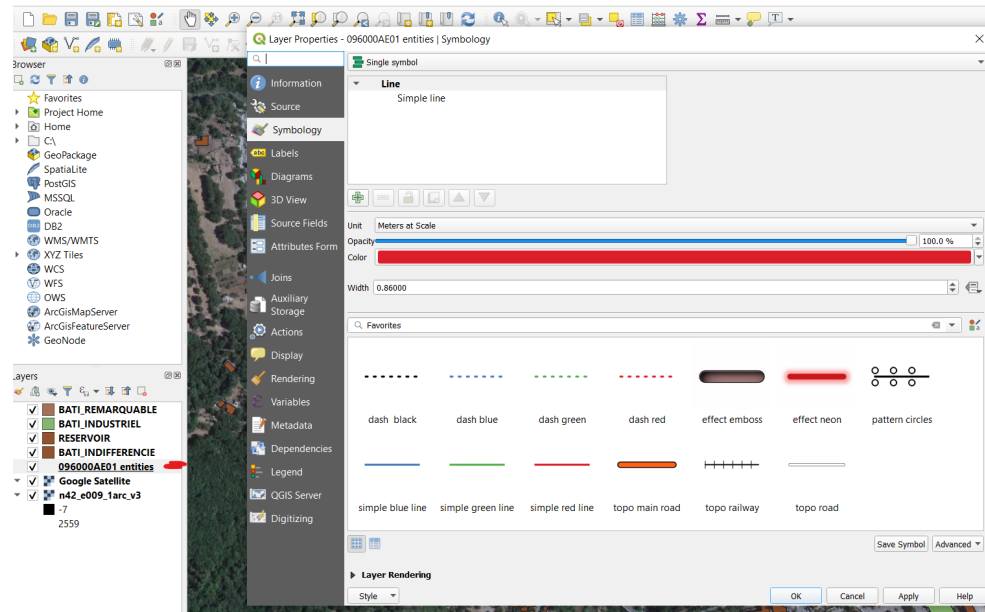 Layer Properties - 096000AE01 entities | Symbology
Browser
Favorites
Project Home
Home
C:\
GeoPackage
SpatiaLite
PostGIS
MSSQL
Oracle
DB2
WMS/WMTS
XYZ Tiles
WCS
WFS
OWS
ArcGisMapServer
ArcGisFeatureServer
GeoNode
Layers
BATI_REMARQUABLE
BATI_INDUSTRIEL
RESERVOIR
BATI_INDIFFERENCIE
096000AE01 entities
Google Satellite
n42_e009_1arc_v3
-7
2559
Information
Source
Symbology
abc Labels
Diagrams
3D View
Source Fields
Attributes Form
Joins
Auxiliary
Storage
Actions
Display
Rendering
Variables
Metadata
Dependencies
Legend
QGIS Server
Digitizing
Single symbol
Line
Simple line
Unit Meters at Scale
Opacity 100.0 %
Color
Width 0.86000
Favorites
dash black dash blue dash green dash red effect emboss effect neon pattern circles
simple blue line simple green line simple red line topo main road topo railway topo road
Save Symbol Advanced
Layer Rendering
Style OK Cancel Apply Help